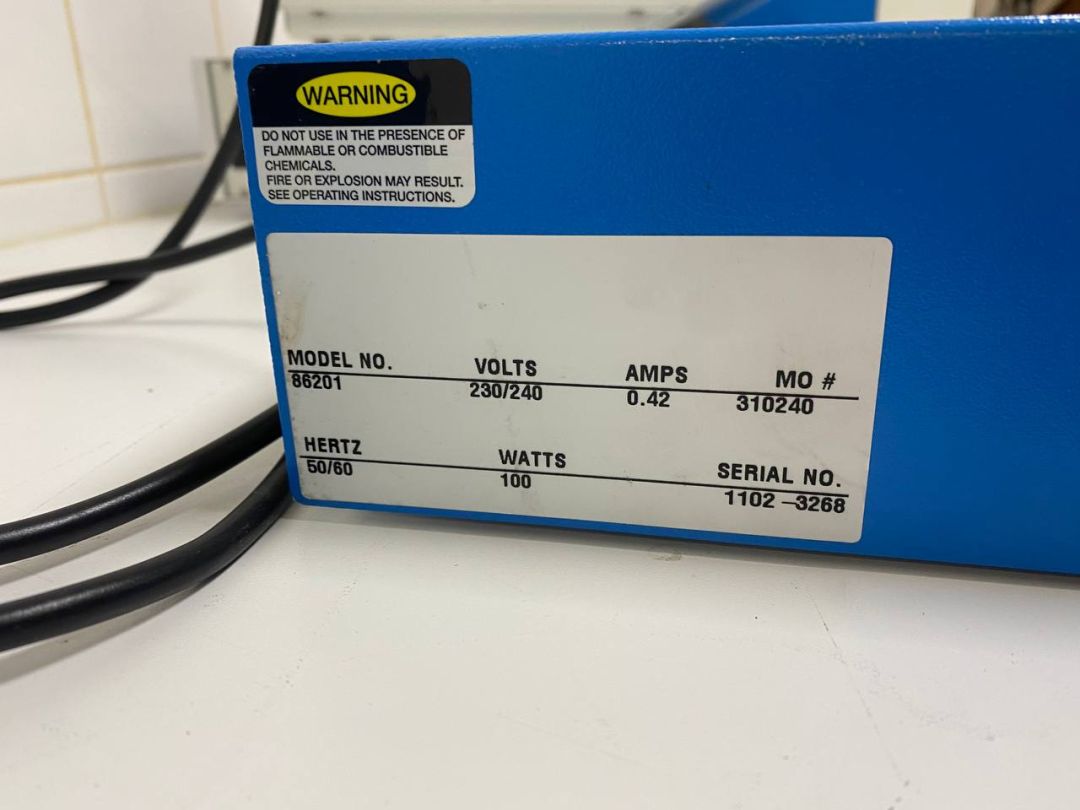 WARNING
DO NOT USE IN THE PRESENCE OF
FLAMMABLE OR COMBUSTIBLE
CHEMICALS.
FIRE OR EXPLOSION MAY RESULT.
SEE OPERATING INSTRUCTIONS.
MODEL NO. VOLTS AMPS MO #
86201 230/240 0.42 310240
HERTZ WATTS SERIAL NO.
50/60 100 1102 -3268